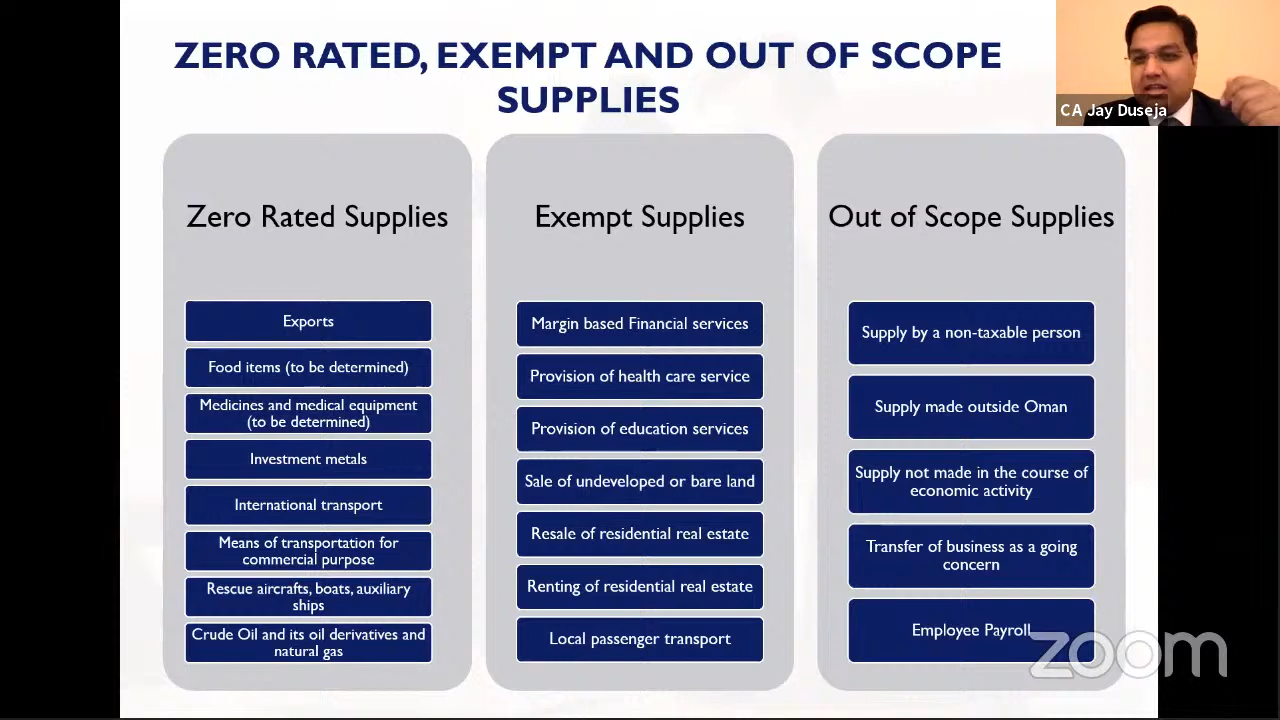 ZERO RATED, EXEMPT AND OUT OF SCOPE
SUPPLIES
CA Jay Duseja
Zero Rated Supplies
Exports
Food items (to be determined)
Medicines and medical equipment
(to be determined)
Investment metals
International transport
Means of transportation for
commercial purpose
Rescue aircrafts, boats, auxiliary
ships
Crude Oil and its oil derivatives and
natural gas
Exempt Supplies
Margin based Financial services
Provision of health care service
Provision of education services
Sale of undeveloped or bare land
Resale of residential real estate
Renting of residential real estate
Local passenger transport
Out of Scope Supplies
Supply by a non-taxable person
Supply made outside Oman
Supply not made in the course of
economic activity
Transfer of business as a going
concern
Employee Payroll
zoom